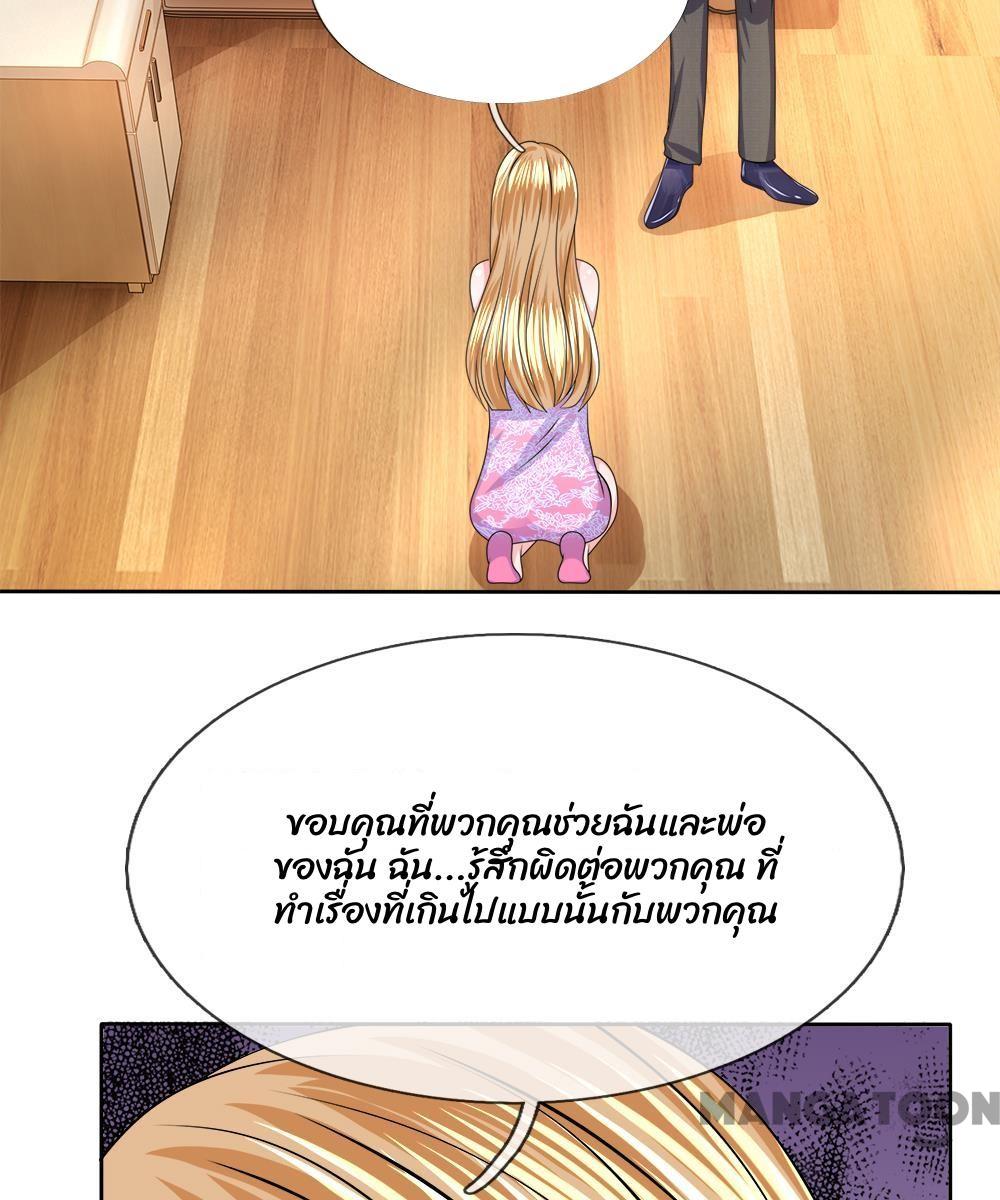 ขอบคุณที่พวกคุณช่วยฉันและพ่อ
ของฉัน ฉัน...รู้สึกผิดต่อพวกคุณ ที่
ทำเรื่องที่เกินไปแบบนั้นกับพวกคุณ
MANGATOON